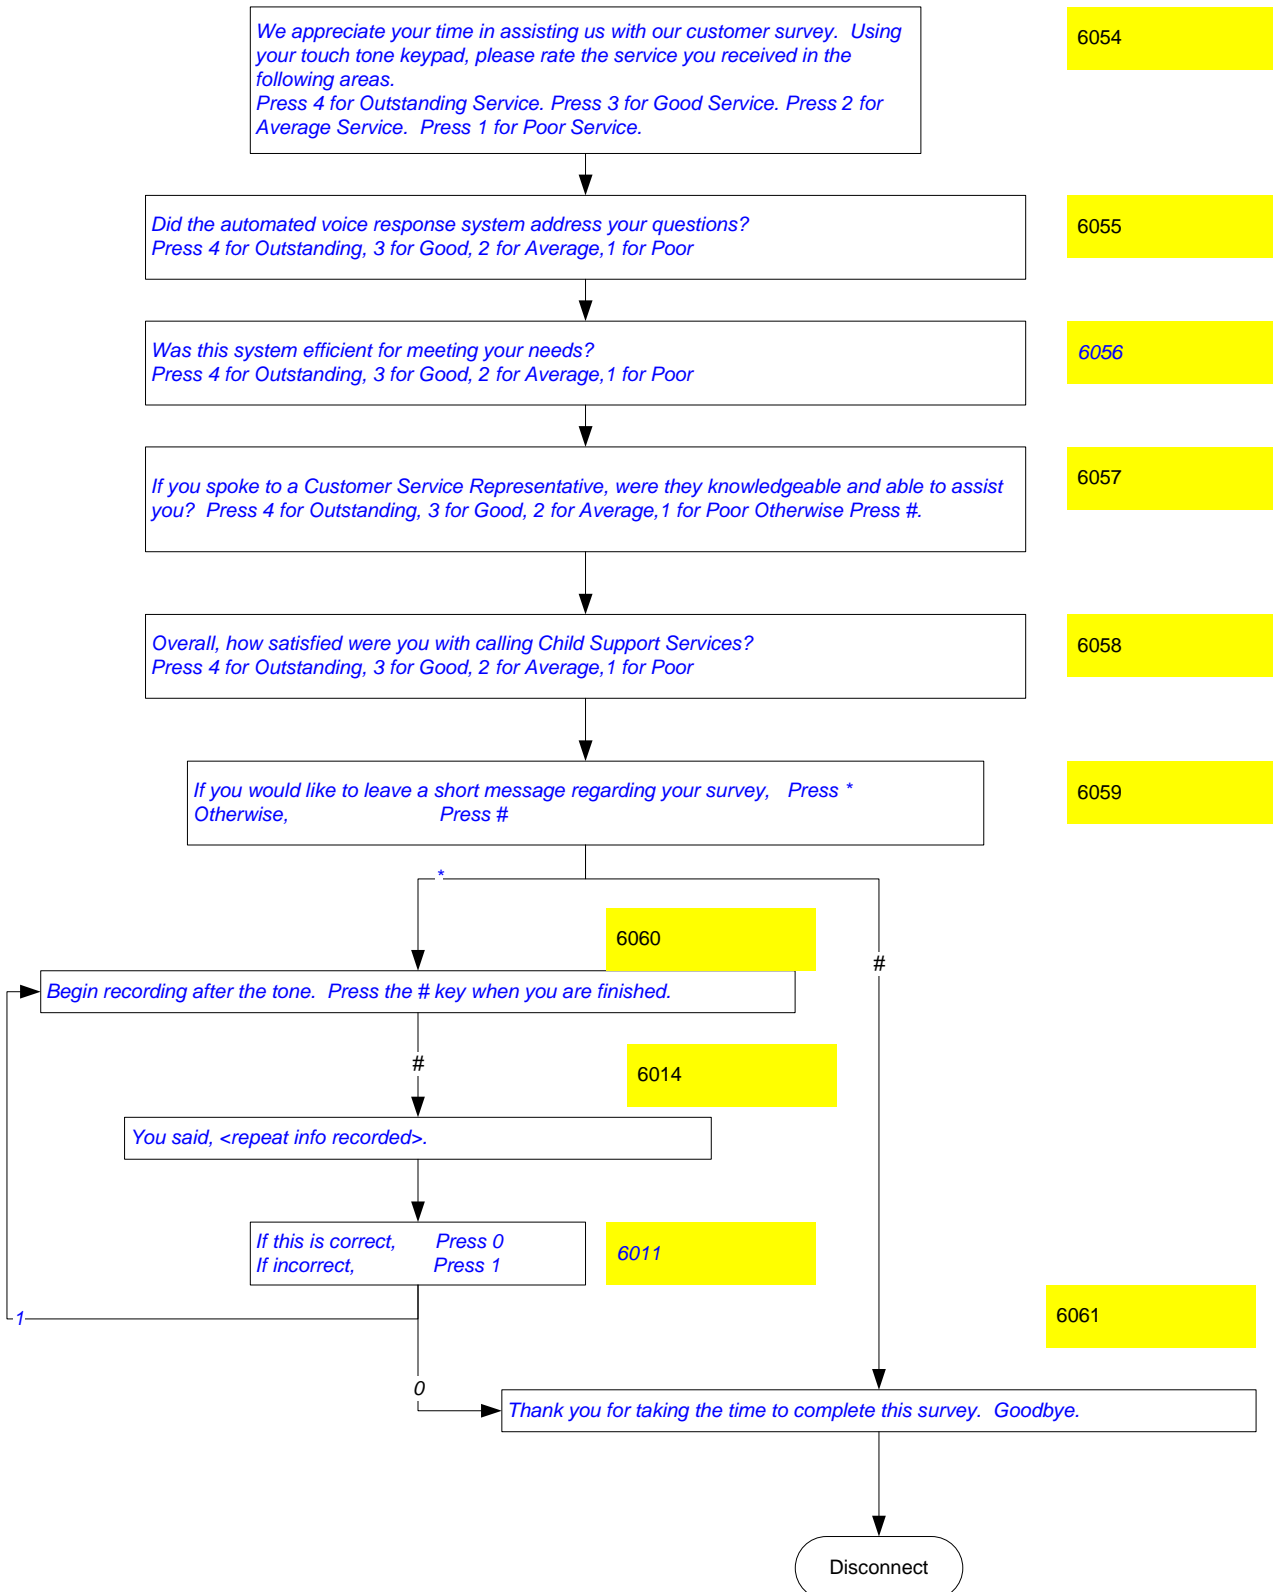 We appreciate your time in assisting us with our customer survey.  Using
your touch tone keypad, please rate the service you received in the
following areas.
Press 4 for Outstanding Service. Press 3 for Good Service. Press 2 for
Average Service.  Press 1 for Poor Service.
6054
Did the automated voice response system address your questions?
Press 4 for Outstanding, 3 for Good, 2 for Average,1 for Poor
6055
Was this system efficient for meeting your needs?
Press 4 for Outstanding, 3 for Good, 2 for Average,1 for Poor
6056
If you spoke to a Customer Service Representative, were they knowledgeable and able to assist
you?  Press 4 for Outstanding, 3 for Good, 2 for Average,1 for Poor Otherwise Press #.
6057
Overall, how satisfied were you with calling Child Support Services?
Press 4 for Outstanding, 3 for Good, 2 for Average,1 for Poor
6058
If you would like to leave a short message regarding your survey,   Press *
Otherwise,   Press #
6059
*
6060
#
Begin recording after the tone.  Press the # key when you are finished.
#
6014
You said, <repeat info recorded>.
If this is correct,   Press 0
If incorrect,   Press 1
6011
1
6061
0
Thank you for taking the time to complete this survey.  Goodbye.
Disconnect